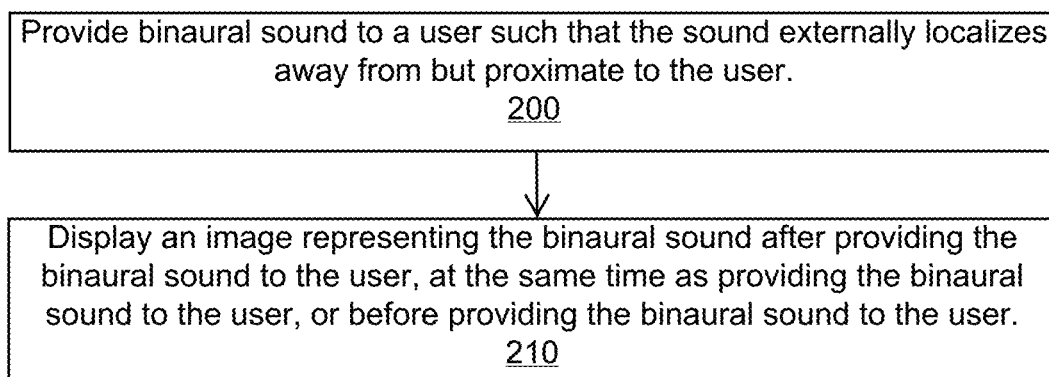 Provide binaural sound to a user such that the sound externally localizes
away from but proximate to the user.
200
Display an image representing the binaural sound after providing the
binaural sound to the user, at the same time as providing the binaural
sound to the user, or before providing the binaural sound to the user.
210